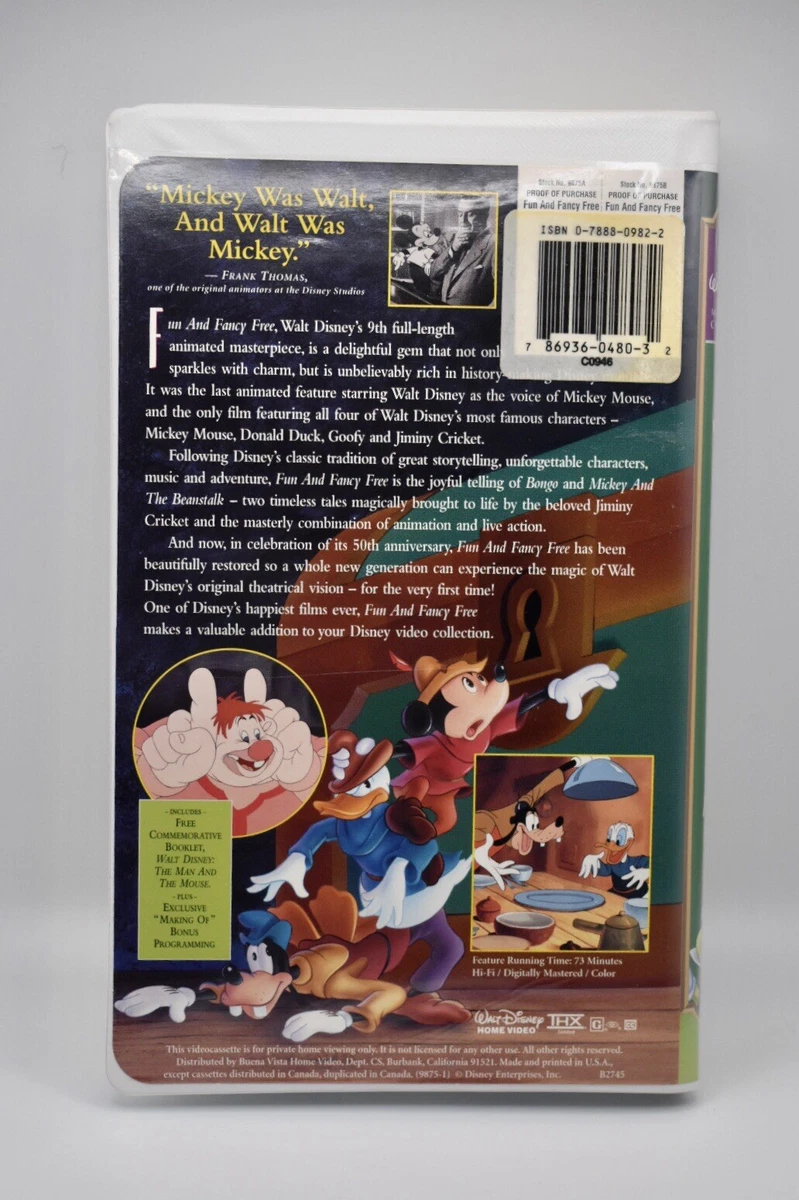 “Mickey Was Walt,
And Walt Was
Mickey.”
— Frank Thomas,
one of the original animators at the Disney Studios
PROOF OF PURCHASE
Fun And Fancy Free
Stock No.
PROOF OF PURCHASE
Fun And Fancy Free
ISBN 0-7888-0982-2
7 86936-0480-3 2
C0946
Fun And Fancy Free, Walt Disney’s 9th full-length
animated masterpiece, is a delightful gem that not onl
sparkles with charm, but is unbelievably rich in history-making Disney
It was the last animated feature starring Walt Disney as the voice of Mickey Mouse,
and the only film featuring all four of Walt Disney’s most famous characters –
Mickey Mouse, Donald Duck, Goofy and Jiminy Cricket.
Following Disney’s classic tradition of great storytelling, unforgettable characters,
music and adventure, Fun And Fancy Free is the joyful telling of Bongo and Mickey And
The Beanstalk – two timeless tales magically brought to life by the beloved Jiminy
Cricket and the masterly combination of animation and live action.
And now, in celebration of its 50th anniversary, Fun And Fancy Free has been
beautifully restored so a whole new generation can experience the magic of Walt
Disney’s original theatrical vision – for the very first time!
One of Disney’s happiest films ever, Fun And Fancy Free
makes a valuable addition to your Disney video collection.
- Includes -
Free
Commemorative
Booklet,
Walt Disney:
The Man And
The Mouse.
- Plus -
Exclusive
“Making Of”
Bonus
Programming
Feature Running Time: 73 Minutes
Hi-Fi / Digitally Mastered / Color
Walt Disney
HOME VIDEO
THX
G
CC
This videocassette is for private home viewing only. It is not licensed for any other use. All other rights reserved.
Distributed by Buena Vista Home Video, Dept. CS, Burbank, California 91521. Made and printed in U.S.A.,
except cassettes distributed in Canada, duplicated in Canada. (9875-1) © Disney Enterprises, Inc. B2745